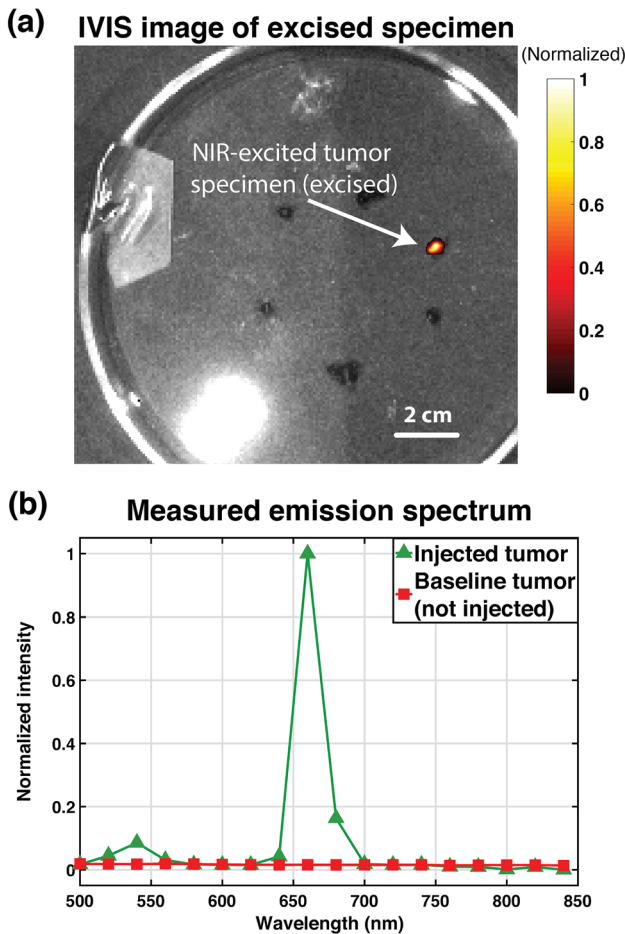 (a) IVIS image of excised specimen
(Normalized)
NIR-excited tumor
specimen (excised)
2 cm
1
0.8
0.6
0.4
0.2
0
(b) Measured emission spectrum
Injected tumor
Baseline tumor
(not injected)
Normalized intensity
1
0.8
0.6
0.4
0.2
0
500 550 600 650 700 750 800 850
Wavelength (nm)